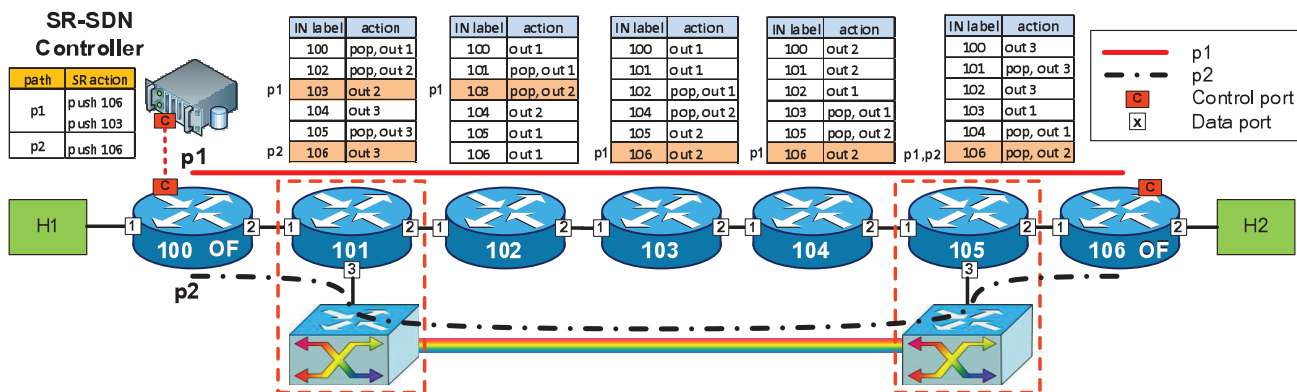 SR-SDN
Controller
path SR action
p1 push 106
push 103
p2 push 106
C
IN label action
100 pop, out 1
102 pop, out 2
p1 103 out 2
104 out 3
105 pop, out 3
p2 106 out 3
IN label action
100 out 1
101 pop, out 1
p1 103 pop, out 2
104 out 2
105 out 1
106 out 1
IN label action
100 out 1
101 out 1
102 pop, out 1
104 pop, out 2
105 out 2
p1 106 out 2
IN label action
100 out 2
101 out 2
102 out 1
103 pop, out 1
105 pop, out 2
p1 106 out 2
IN label action
100 out 3
101 pop, out 3
102 out 3
103 out 1
104 pop, out 1
p1,p2 106 pop, out 2
p1
p2
C Control port
x Data port
p1
C
C
H1
1 2
100 OF
1 2
101
3
1 2
102
1 2
103
1 2
104
1 2
105
3
1 2
106 OF
H2
p2